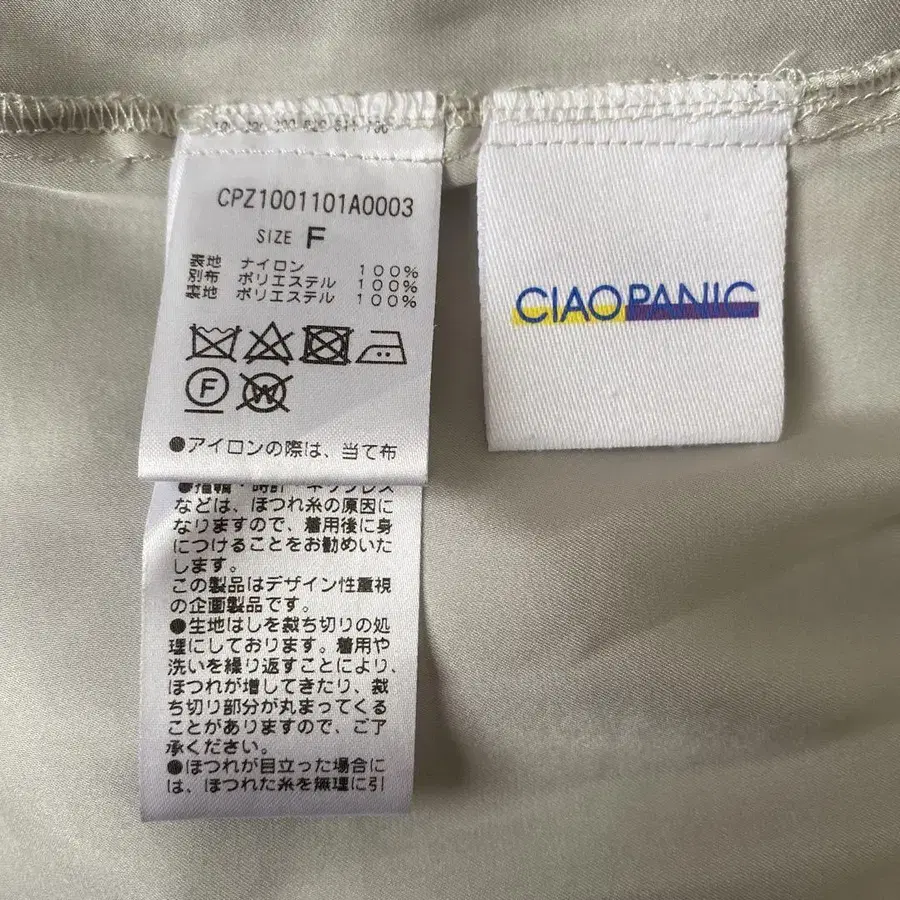 CPZ1001101A0003
SIZE F
表地 ナイロン 100%
別布 ポリエステル 100%
裏地 ポリエステル 100%
F
W
●アイロンの際は、当て布
などは、ほつれ糸の原因に
なりますので、着用後に身
につけることをお勧めいた
します。
この製品はデザイン性重視
の企画製品です。
●生地はしを裁ち切りの処
理にしております。着用や
洗いを繰り返すことにより、
ほつれが増してきたり、裁
ち切り部分が丸まってくる
ことがありますので、ご了
承ください。
●ほつれが目立った場合に
は、ほつれた糸を無理に引
CIAOPANIC